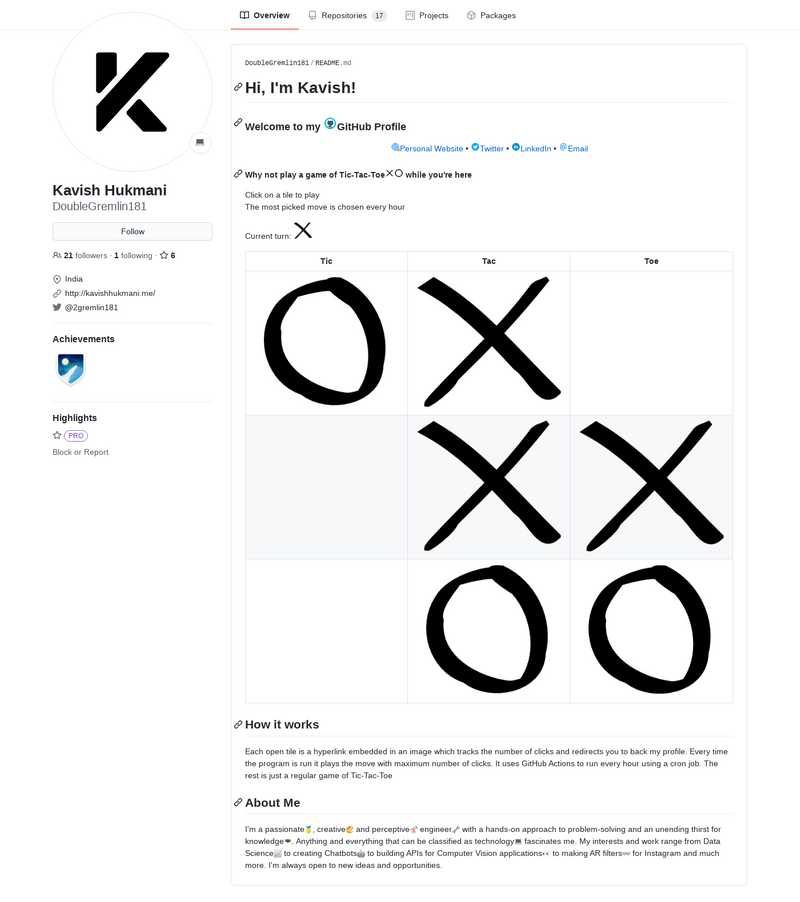 Overview Repositories 17 Projects Packages
Kavish Hukmani
DoubleGremlin181
Follow
21 followers · 1 following · 6
India
http://kavishhukmani.me/
@2gremlin181
Achievements
Highlights
PRO
Block or Report
DoubleGremlin181 / README.md
Hi, I'm Kavish!
Welcome to my GitHub Profile
Personal Website • Twitter • LinkedIn • Email
Why not play a game of Tic-Tac-Toe while you're here
Click on a tile to play
The most picked move is chosen every hour
Current turn:
Tic Tac Toe
How it works
Each open tile is a hyperlink embedded in an image which tracks the number of clicks and redirects you to back my profile. Every time
the program is run it plays the move with maximum number of clicks. It uses GitHub Actions to run every hour using a cron job. The
rest is just a regular game of Tic-Tac-Toe
About Me
I'm a passionate, creative and perceptive engineer with a hands-on approach to problem-solving and an unending thirst for
knowledge. Anything and everything that can be classified as technology fascinates me. My interests and work range from Data
Science to creating Chatbots to building APIs for Computer Vision applications to making AR filters for Instagram and much
more. I'm always open to new ideas and opportunities.